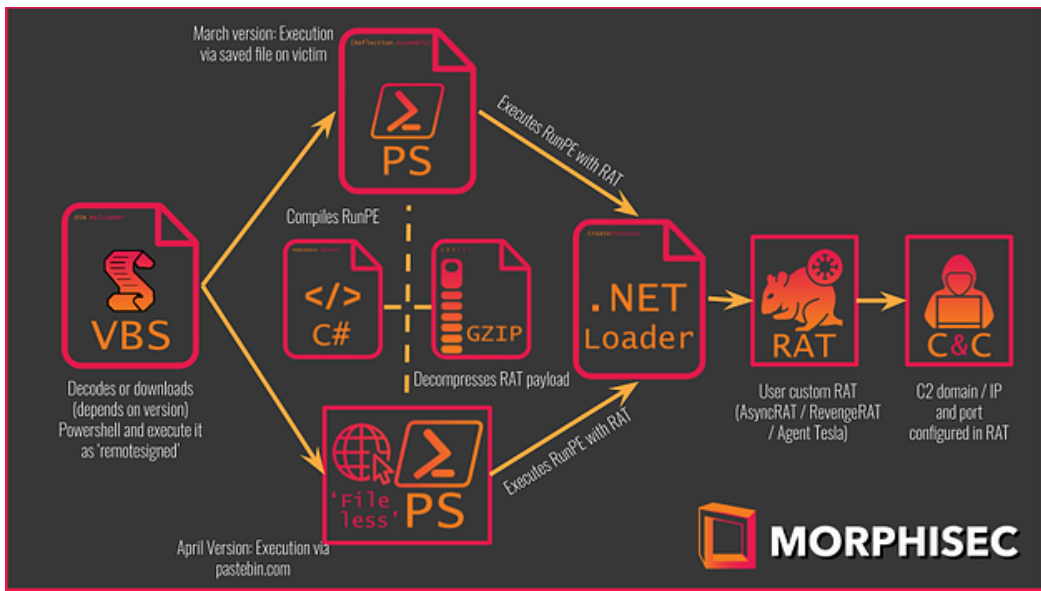 March version: Execution
via saved file on victim
[Reflection.assembly]
PS
Executes RunPE with RAT
Compiles RunPE
VBS
Decodes or downloads
(depends on version)
Powershell and execute it
as 'remotesigned'
</>
C#
GZIP
Decompresses RAT payload
.NET
Loader
RAT
User custom RAT
(AsyncRAT / RevengeRAT
/ Agent Tesla)
C&C
C2 domain / IP
and port
configured in RAT
'File
less'
PS
Executes RunPE with RAT
April Version: Execution via
pastebin.com
MORPHISEC